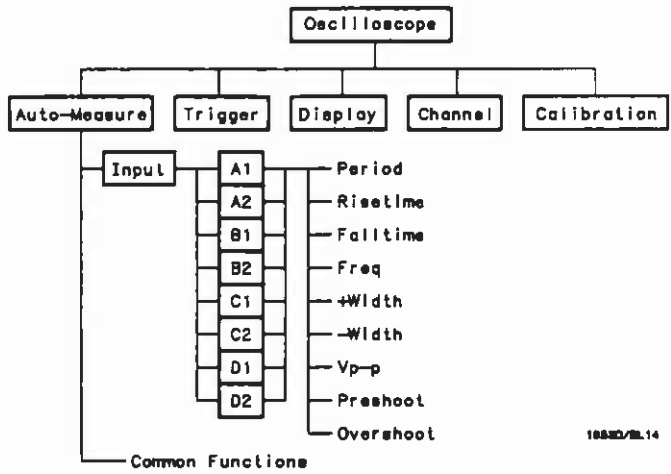 Oscilloscope
Auto-Measure Trigger Display Channel Calibration
Input A1 Period
A2 Risetime
B1 Falltime
B2 Freq
C1 +Width
C2 -Width
D1 Vp-p
D2 Preshoot
Overshoot
Common Functions